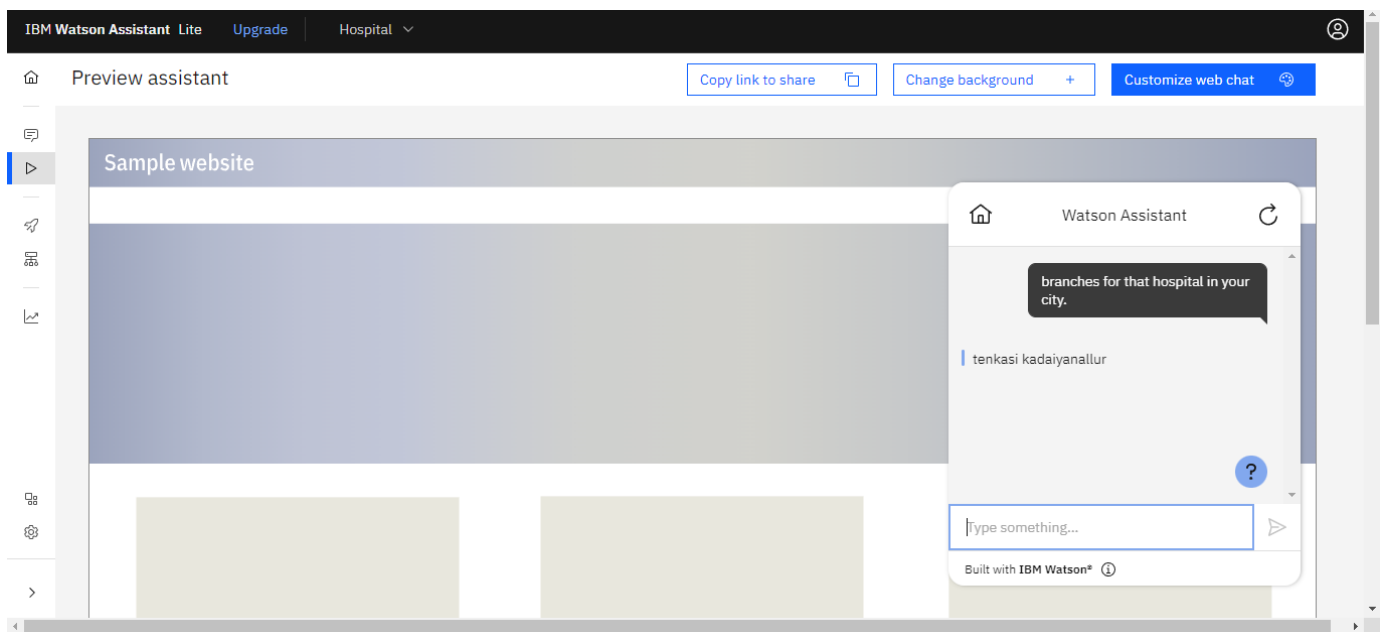 IBM Watson Assistant Lite Upgrade Hospital
Preview assistant Copy link to share Change background + Customize web chat
Sample website
Watson Assistant
branches for that hospital in your
city.
tenkasi kadaiyanallur
?
Type something...
Built with IBM Watson®